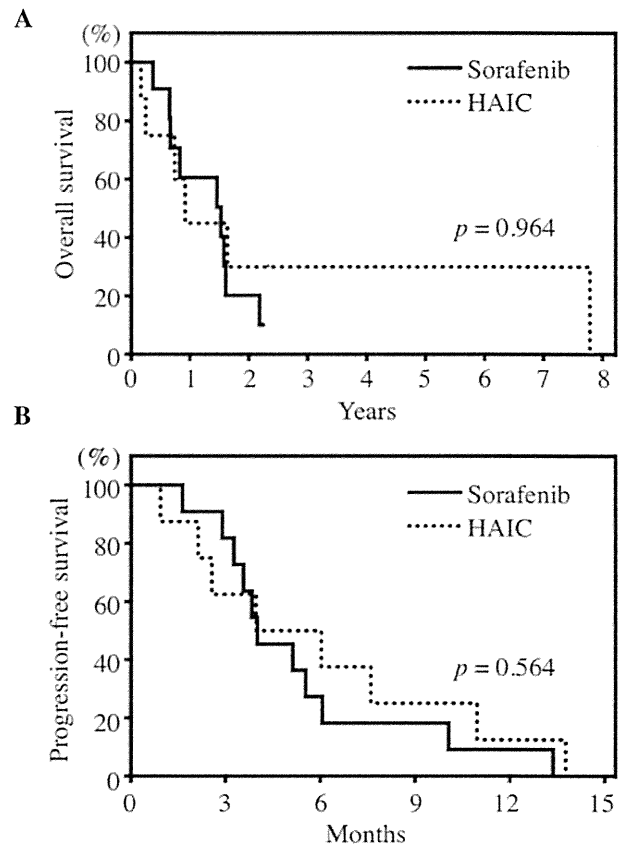 A
(%)
100
80
60
40
20
0
Overall survival
Sorafenib
HAIC
p = 0.964
0 1 2 3 4 5 6 7 8
Years
B
(%)
100
80
60
40
20
0
Progression-free survival
Sorafenib
HAIC
p = 0.564
0 3 6 9 12 15
Months